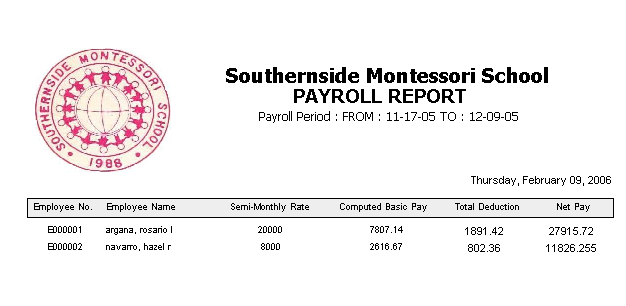 SOUTHERNSIDE MONTESSORI SCHOOL
· 1988 ·
Southernside Montessori School
PAYROLL REPORT
Payroll Period : FROM : 11-17-05 TO : 12-09-05
Thursday, February 09, 2006
Employee No. Employee Name Semi-Monthly Rate Computed Basic Pay Total Deduction Net Pay
E000001 argana, rosario l 20000 7807.14 1891.42 27915.72
E000002 navarro, hazel r 8000 2616.67 802.36 11826.255